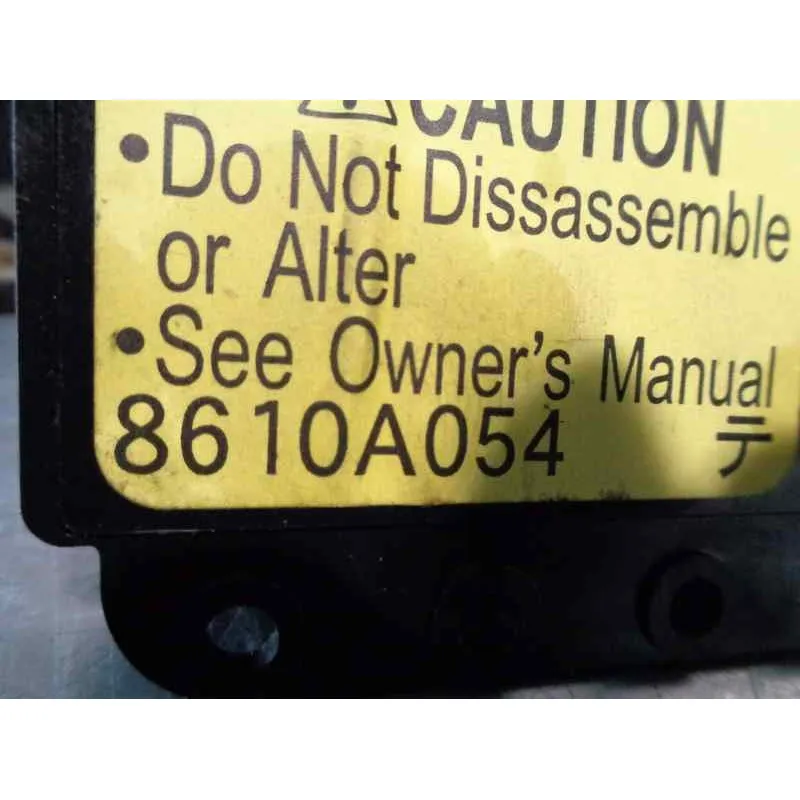 CAUTION
•Do Not Dissassemble
or Alter
•See Owner's Manual
8610A054 テ